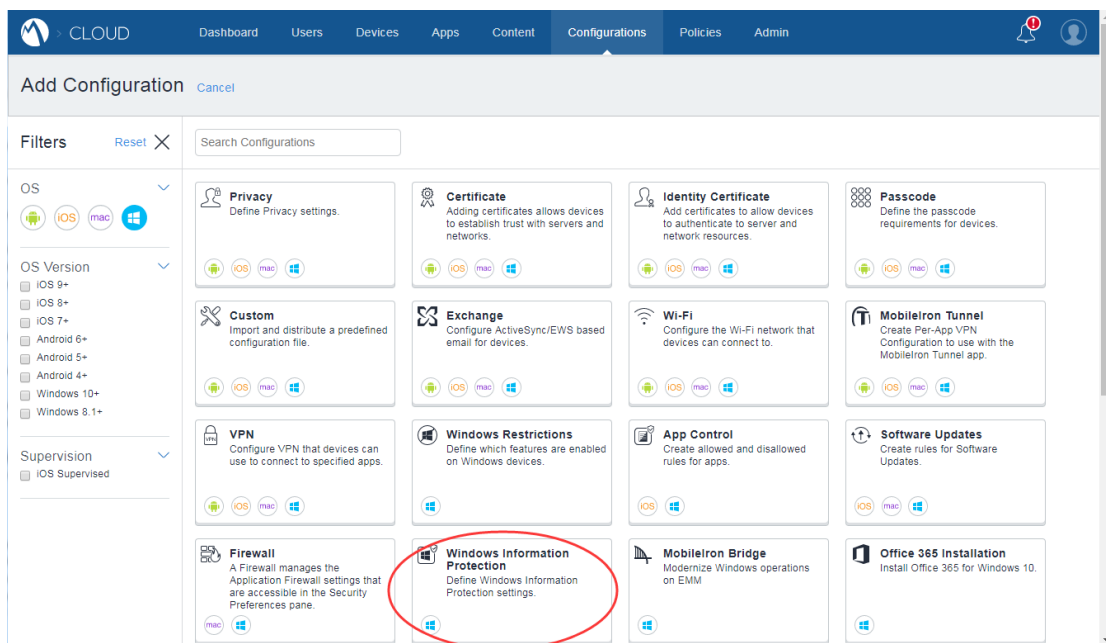 > CLOUD
Dashboard
Users
Devices
Apps
Content
Configurations
Policies
Admin
Add Configuration
Cancel
Filters
Reset
Search Configurations
OS
iOS
mac
OS Version
iOS 9+
iOS 8+
iOS 7+
Android 6+
Android 5+
Android 4+
Windows 10+
Windows 8.1+
Supervision
iOS Supervised
Privacy
Define Privacy settings.
iOS
mac
Certificate
Adding certificates allows devices
to establish trust with servers and
networks.
iOS
mac
Identity Certificate
Add certificates to allow devices
to authenticate to server and
network resources.
iOS
mac
Passcode
Define the passcode
requirements for devices.
iOS
mac
Custom
Import and distribute a predefined
configuration file.
iOS
mac
Exchange
Configure ActiveSync/EWS based
email for devices.
iOS
mac
Wi-Fi
Configure the Wi-Fi network that
devices can connect to.
iOS
mac
MobileIron Tunnel
Create Per-App VPN
Configuration to use with the
MobileIron Tunnel app.
iOS
mac
VPN
VPN
Configure VPN that devices can
use to connect to specified apps.
iOS
mac
Windows Restrictions
Define which features are enabled
on Windows devices.
App Control
Create allowed and disallowed
rules for apps.
iOS
Software Updates
Create rules for Software
Updates.
iOS
mac
Firewall
A Firewall manages the
Application Firewall settings that
are accessible in the Security
Preferences pane.
mac
Windows Information
Protection
Define Windows Information
Protection settings.
MobileIron Bridge
Modernize Windows operations
on EMM
Office 365 Installation
Install Office 365 for Windows 10.